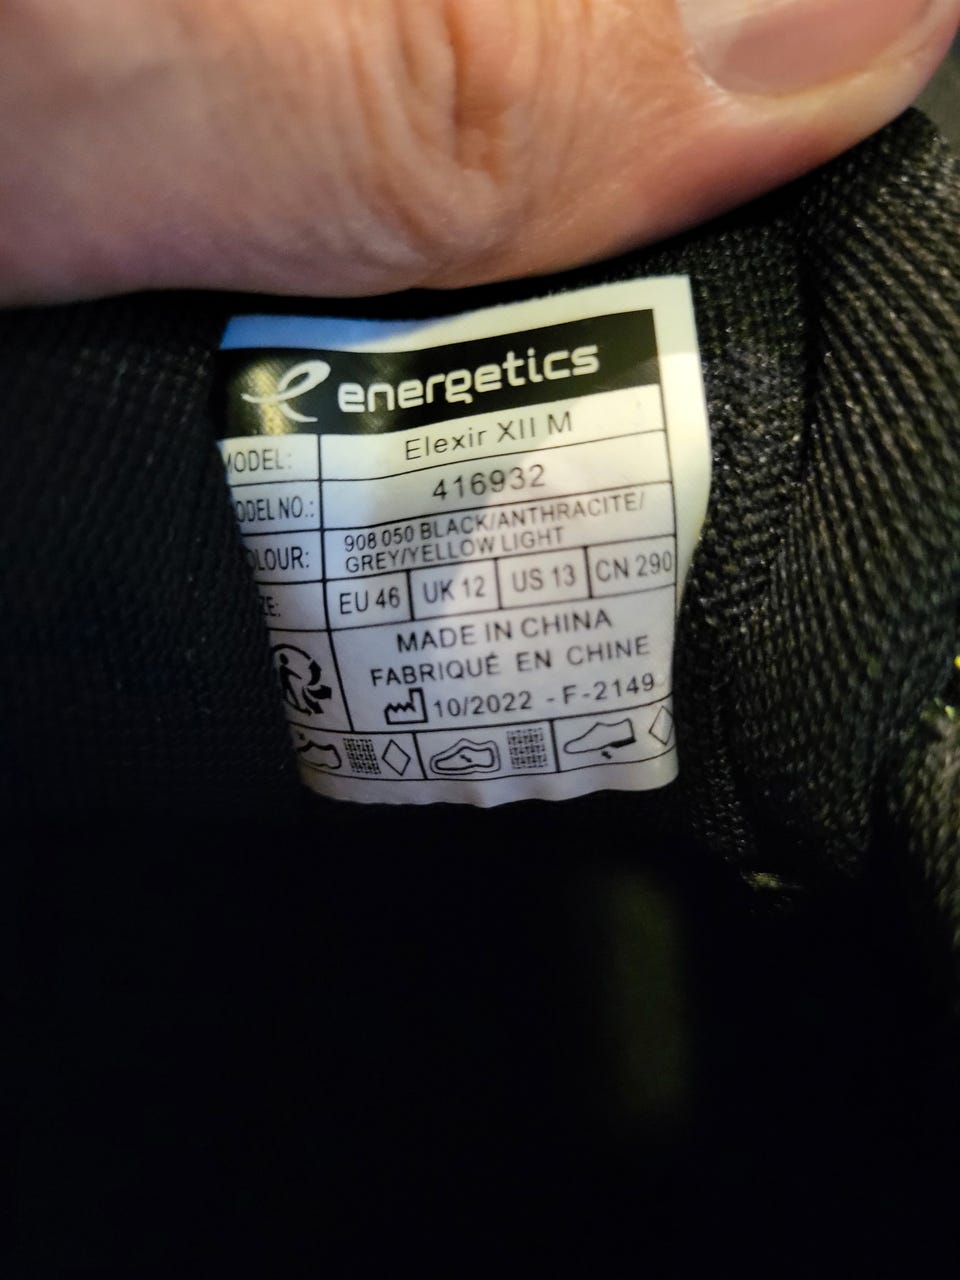 energetics
MODEL: Elexir XII M
MODEL NO.: 416932
COLOUR: 908 050 BLACK/ANTHRACITE/
GREY/YELLOW LIGHT
ZE: EU 46 UK 12 US 13 CN 290
MADE IN CHINA
FABRIQUÉ EN CHINE
10/2022 - F-2149